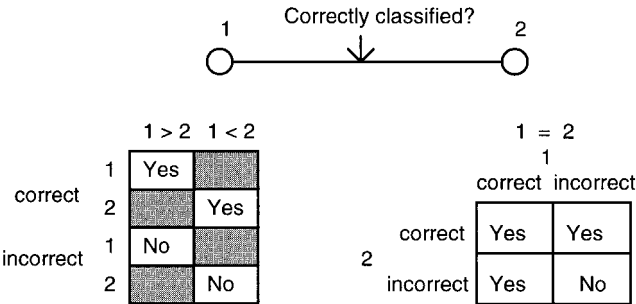 Correctly classified?
1 2
1 > 2 1 < 2
correct
1 Yes
2 Yes
incorrect
1 No
2 No
1 = 2
1
correct incorrect
2
correct Yes Yes
incorrect Yes No